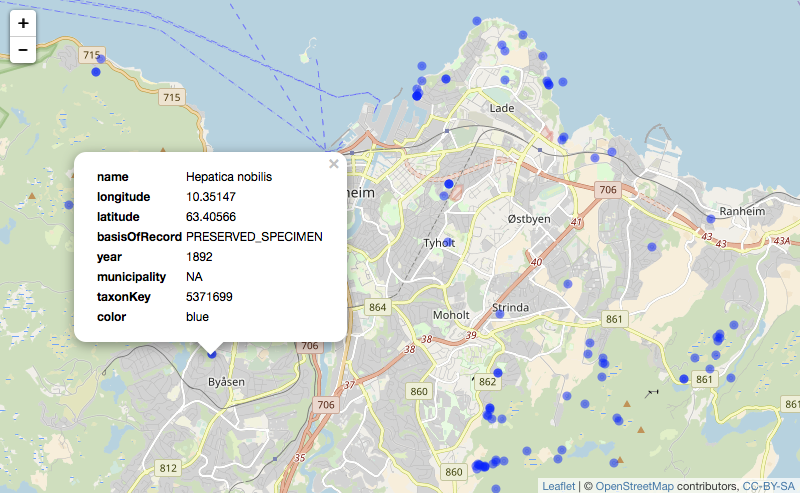 +
−
715
715
Lade
×
name Hepatica nobilis
longitude 10.35147
latitude 63.40566
basisOfRecord PRESERVED_SPECIMEN
year 1892
municipality NA
taxonKey 5371699
color blue
heim
706
Ranheim
Østbyen
41
43
43
43A
Tyholt
40
864
Strinda
Moholt
861
39
38
38
706
37
Byåsen
862
861
860
706
861
812
35
860
Leaflet | © OpenStreetMap contributors, CC-BY-SA